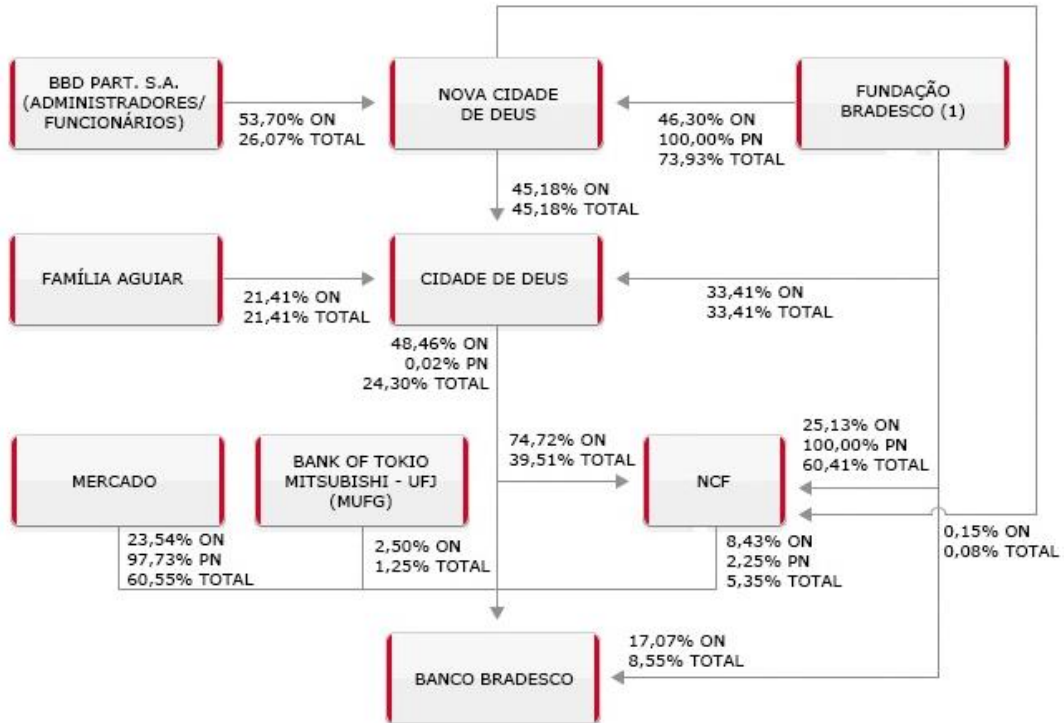 BBD PART. S.A.
(ADMINISTRADORES/
FUNCIONÁRIOS)
53,70% ON
26,07% TOTAL
NOVA CIDADE
DE DEUS
46,30% ON
100,00% PN
73,93% TOTAL
FUNDAÇÃO
BRADESCO (1)
45,18% ON
45,18% TOTAL
FAMÍLIA AGUIAR
21,41% ON
21,41% TOTAL
CIDADE DE DEUS
33,41% ON
33,41% TOTAL
48,46% ON
0,02% PN
24,30% TOTAL
MERCADO
BANK OF TOKIO
MITSUBISHI - UFJ
(MUFG)
74,72% ON
39,51% TOTAL
NCF
25,13% ON
100,00% PN
60,41% TOTAL
23,54% ON
97,73% PN
60,55% TOTAL
2,50% ON
1,25% TOTAL
8,43% ON
2,25% PN
5,35% TOTAL
0,15% ON
0,08% TOTAL
BANCO BRADESCO
17,07% ON
8,55% TOTAL